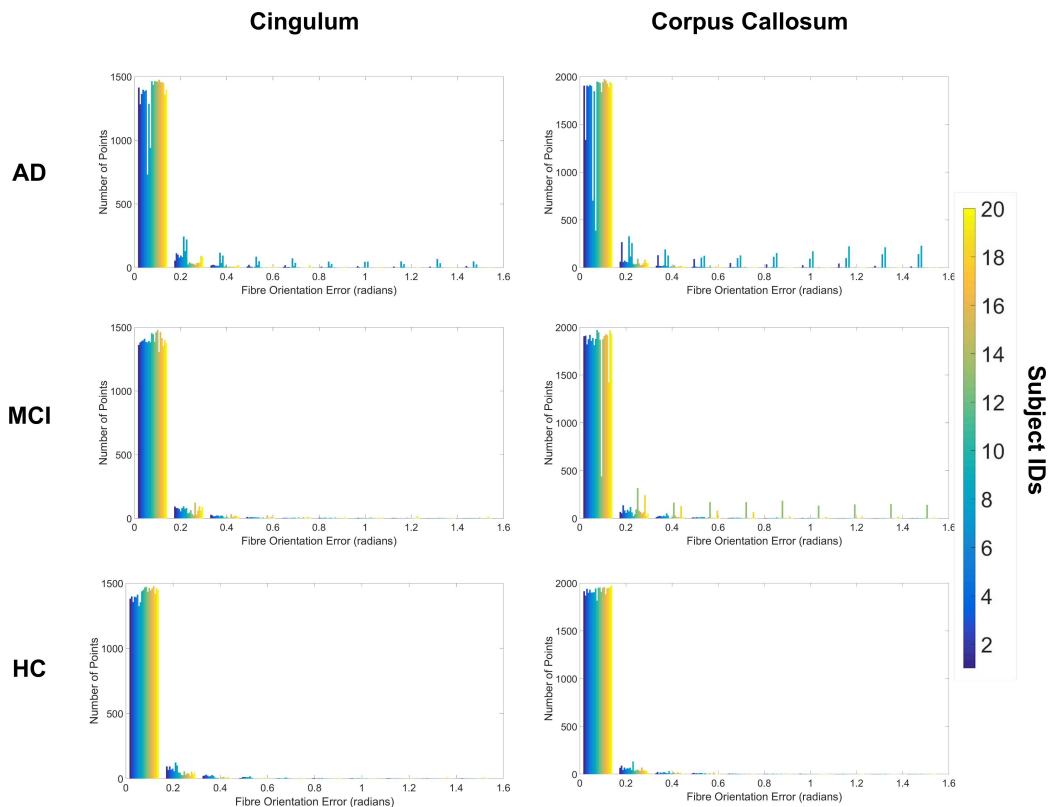 Cingulum
Corpus Callosum
AD
Number of Points
1500
1000
500
0
0 0.2 0.4 0.6 0.8 1 1.2 1.4 1.6
Fibre Orientation Error (radians)
Number of Points
2000
1500
1000
500
0
0 0.2 0.4 0.6 0.8 1 1.2 1.4 1.6
Fibre Orientation Error (radians)
MCI
Number of Points
1500
1000
500
0
0 0.2 0.4 0.6 0.8 1 1.2 1.4 1.6
Fibre Orientation Error (radians)
Number of Points
2000
1500
1000
500
0
0 0.2 0.4 0.6 0.8 1 1.2 1.4 1.6
Fibre Orientation Error (radians)
HC
Number of Points
1500
1000
500
0
0 0.2 0.4 0.6 0.8 1 1.2 1.4 1.6
Fibre Orientation Error (radians)
Number of Points
2000
1500
1000
500
0
0 0.2 0.4 0.6 0.8 1 1.2 1.4 1.6
Fibre Orientation Error (radians)
20
18
16
14
12
10
8
6
4
2
Subject IDs